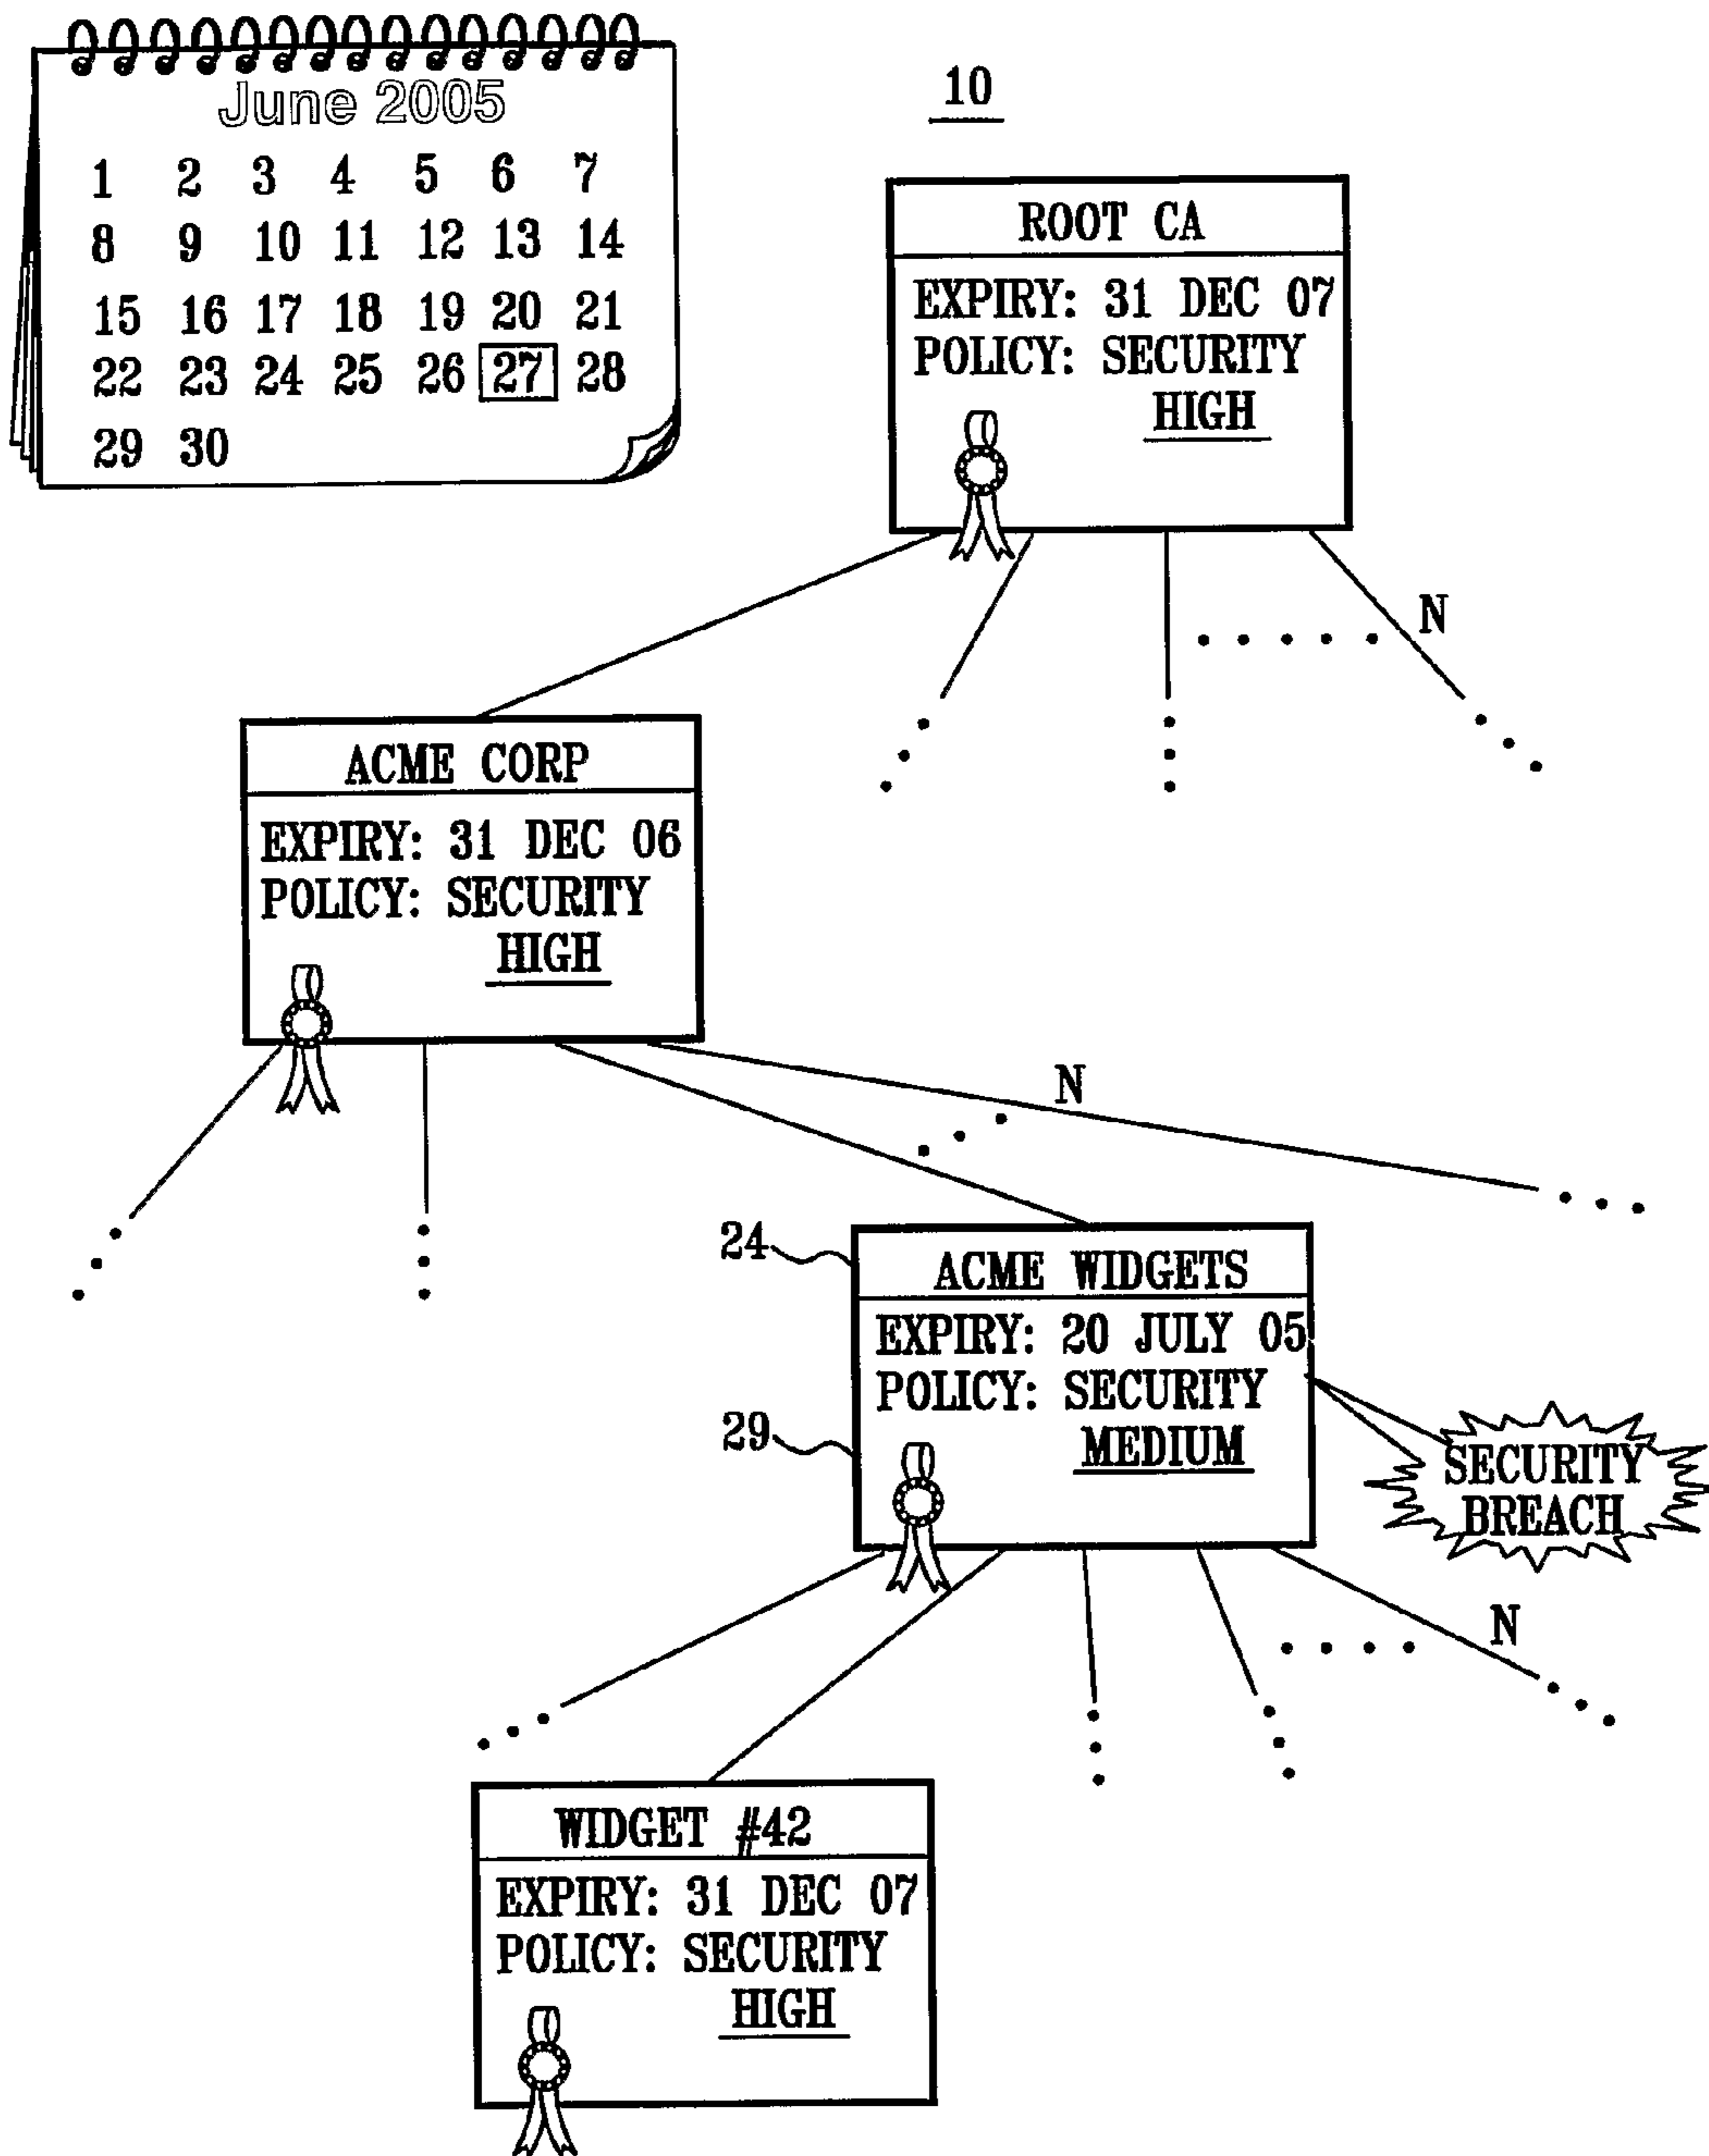 June 2005
1 2 3 4 5 6 7
8 9 10 11 12 13 14
15 16 17 18 19 20 21
22 23 24 25 26 27 28
29 30
10
ROOT CA
EXPIRY: 31 DEC 07
POLICY: SECURITY
HIGH
N
ACME CORP
EXPIRY: 31 DEC 06
POLICY: SECURITY
HIGH
N
24
ACME WIDGETS
EXPIRY: 20 JULY 05
POLICY: SECURITY
29
MEDIUM
SECURITY
BREACH
N
WIDGET #42
EXPIRY: 31 DEC 07
POLICY: SECURITY
HIGH